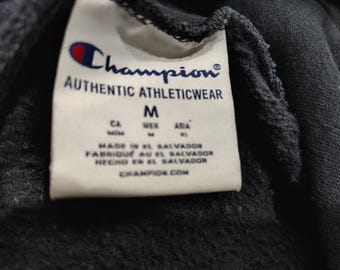 Champion
AUTHENTIC ATHLETICWEAR
M
CA MEX ASIA
M/M M XL
MADE IN EL SALVADOR
FABRIQUÉ AU EL SALVADOR
HECHO EN EL SALVADOR
CHAMPION.COM